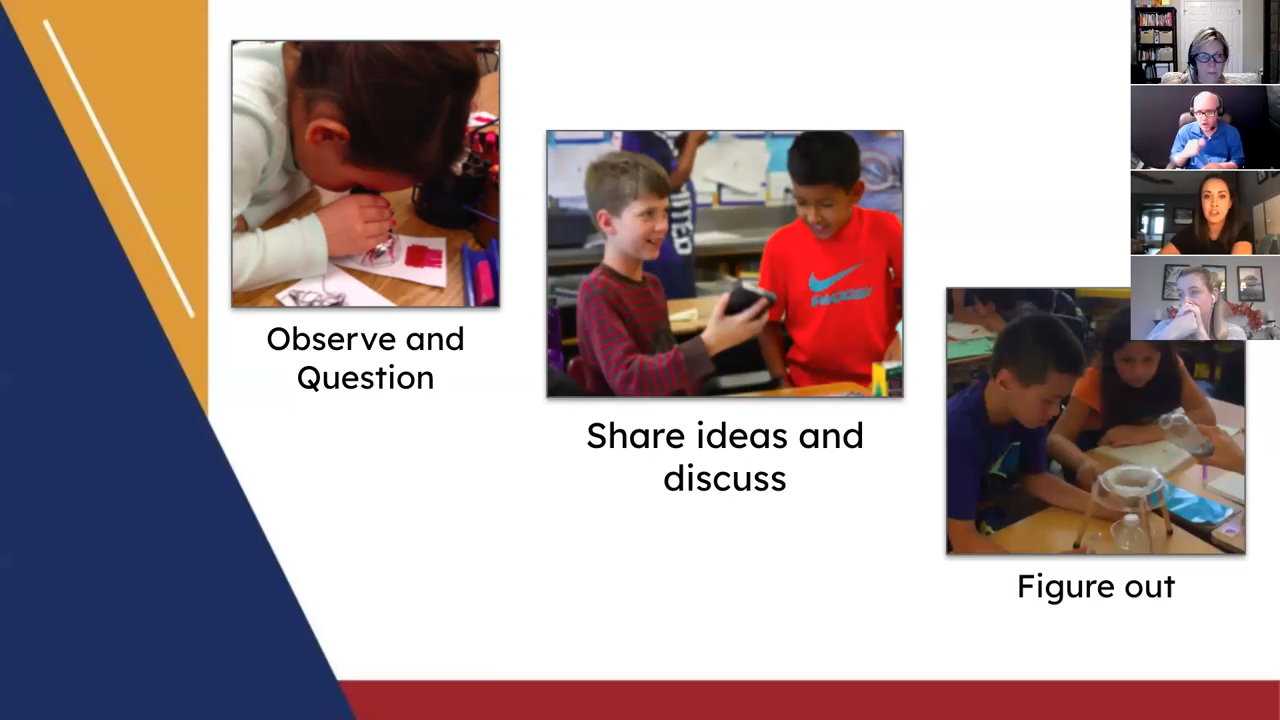 Observe and
Question
Share ideas and
discuss
Figure out